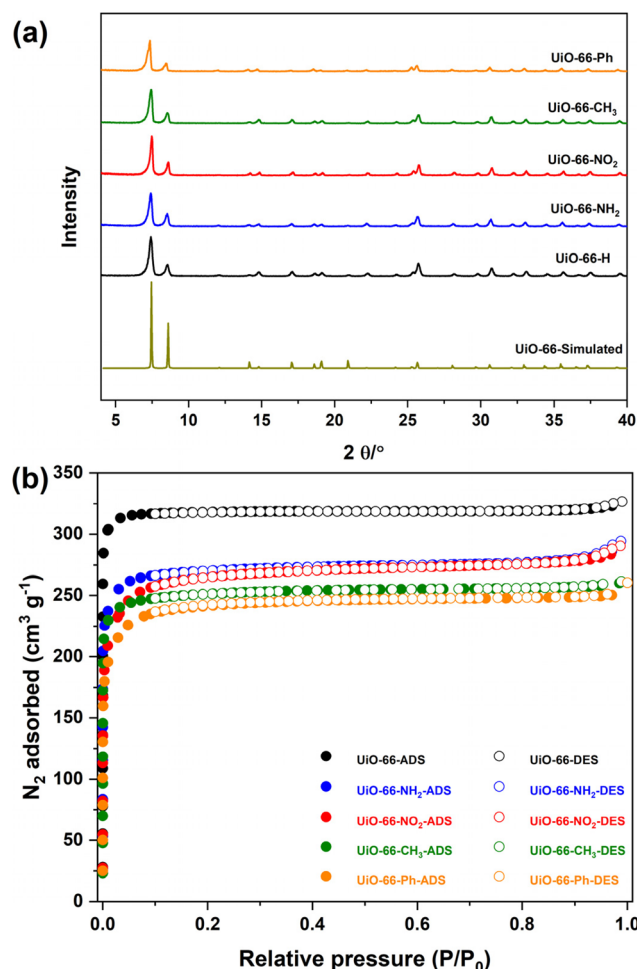 (a)
Intensity
UiO-66-Ph
UiO-66-CH₃
UiO-66-NO₂
UiO-66-NH₂
UiO-66-H
UiO-66-Simulated
5 10 15 20 25 30 35 40
2 θ/°
(b)
N₂ adsorbed (cm³ g⁻¹)
350
300
250
200
150
100
50
0
UiO-66-ADS UiO-66-DES
UiO-66-NH₂-ADS UiO-66-NH₂-DES
UiO-66-NO₂-ADS UiO-66-NO₂-DES
UiO-66-CH₃-ADS UiO-66-CH₃-DES
UiO-66-Ph-ADS UiO-66-Ph-DES
0.0 0.2 0.4 0.6 0.8 1.0
Relative pressure (P/P₀)